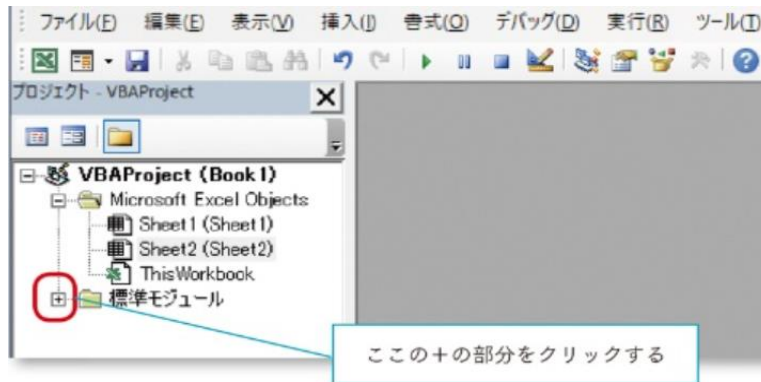 ファイル(F) 編集(E) 表示(V) 挿入(I) 書式(O) デバッグ(D) 実行(R) ツール(T)
プロジェクト - VBAProject
VBAProject (Book1)
Microsoft Excel Objects
Sheet1 (Sheet1)
Sheet2 (Sheet2)
ThisWorkbook
標準モジュール
ここの＋の部分をクリックする